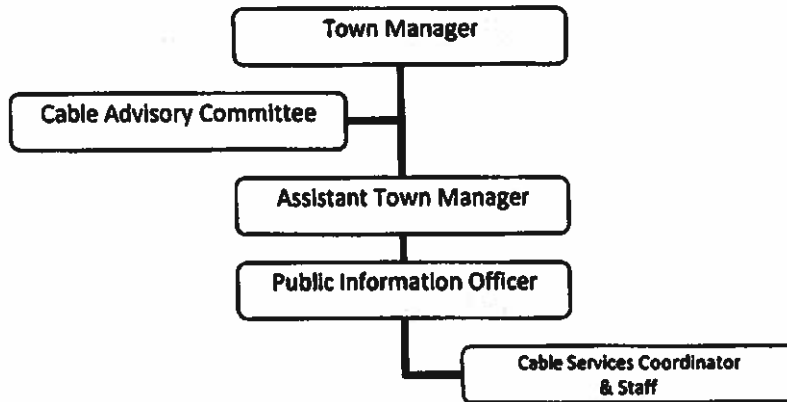 Town Manager
Cable Advisory Committee
Assistant Town Manager
Public Information Officer
Cable Services Coordinator
& Staff